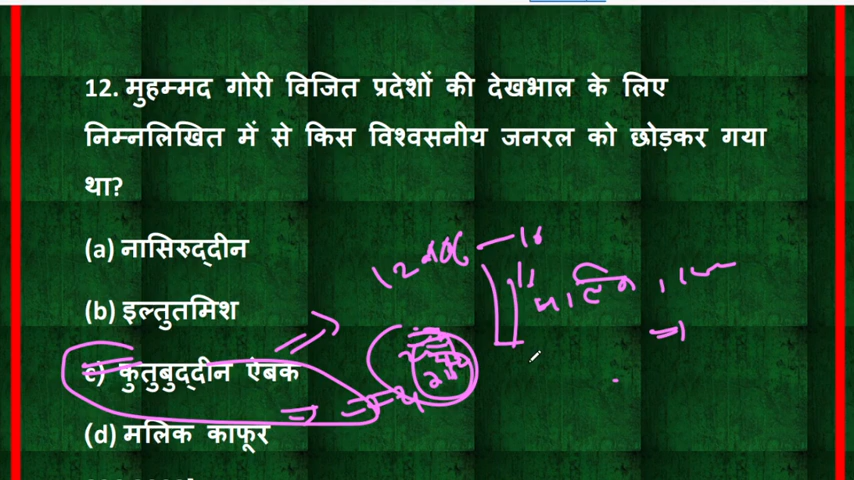 12. मुहम्मद गोरी विजित प्रदेशों की देखभाल के लिए
निम्नलिखित में से किस विश्वसनीय जनरल को छोड़कर गया
था?
(a) नासिरुद्दीन
(b) इल्तुतमिश
c) कुतुबुद्दीन ऐबक
(d) मलिक काफूर